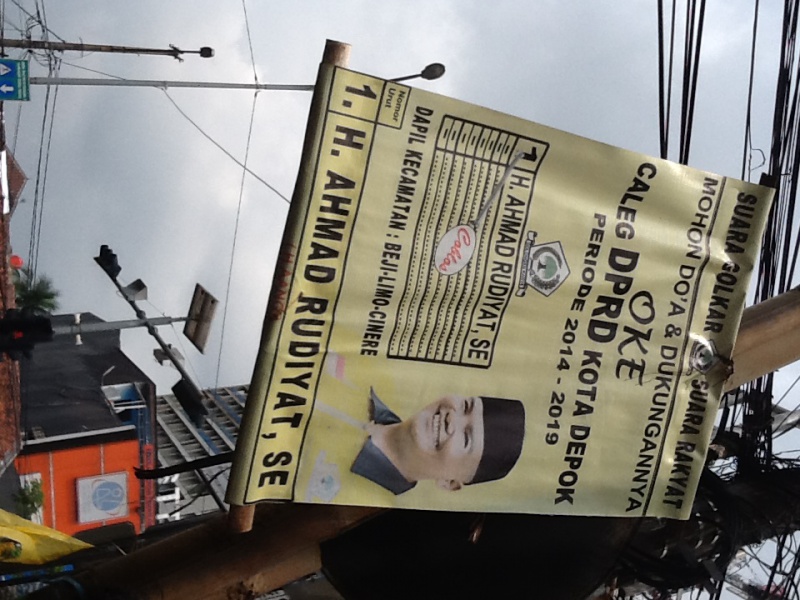 SUARA GOLKAR SUARA RAKYAT
MOHON DO'A & DUKUNGANNYA
OKE
CALEG DPRD KOTA DEPOK
PERIODE 2014 - 2019
1 H. AHMAD RUDIYAT, SE
Coblos
DAPIL KECAMATAN : BEJI-LIMO-CINERE
Nomor
Urut
1. H. AHMAD RUDIYAT, SE